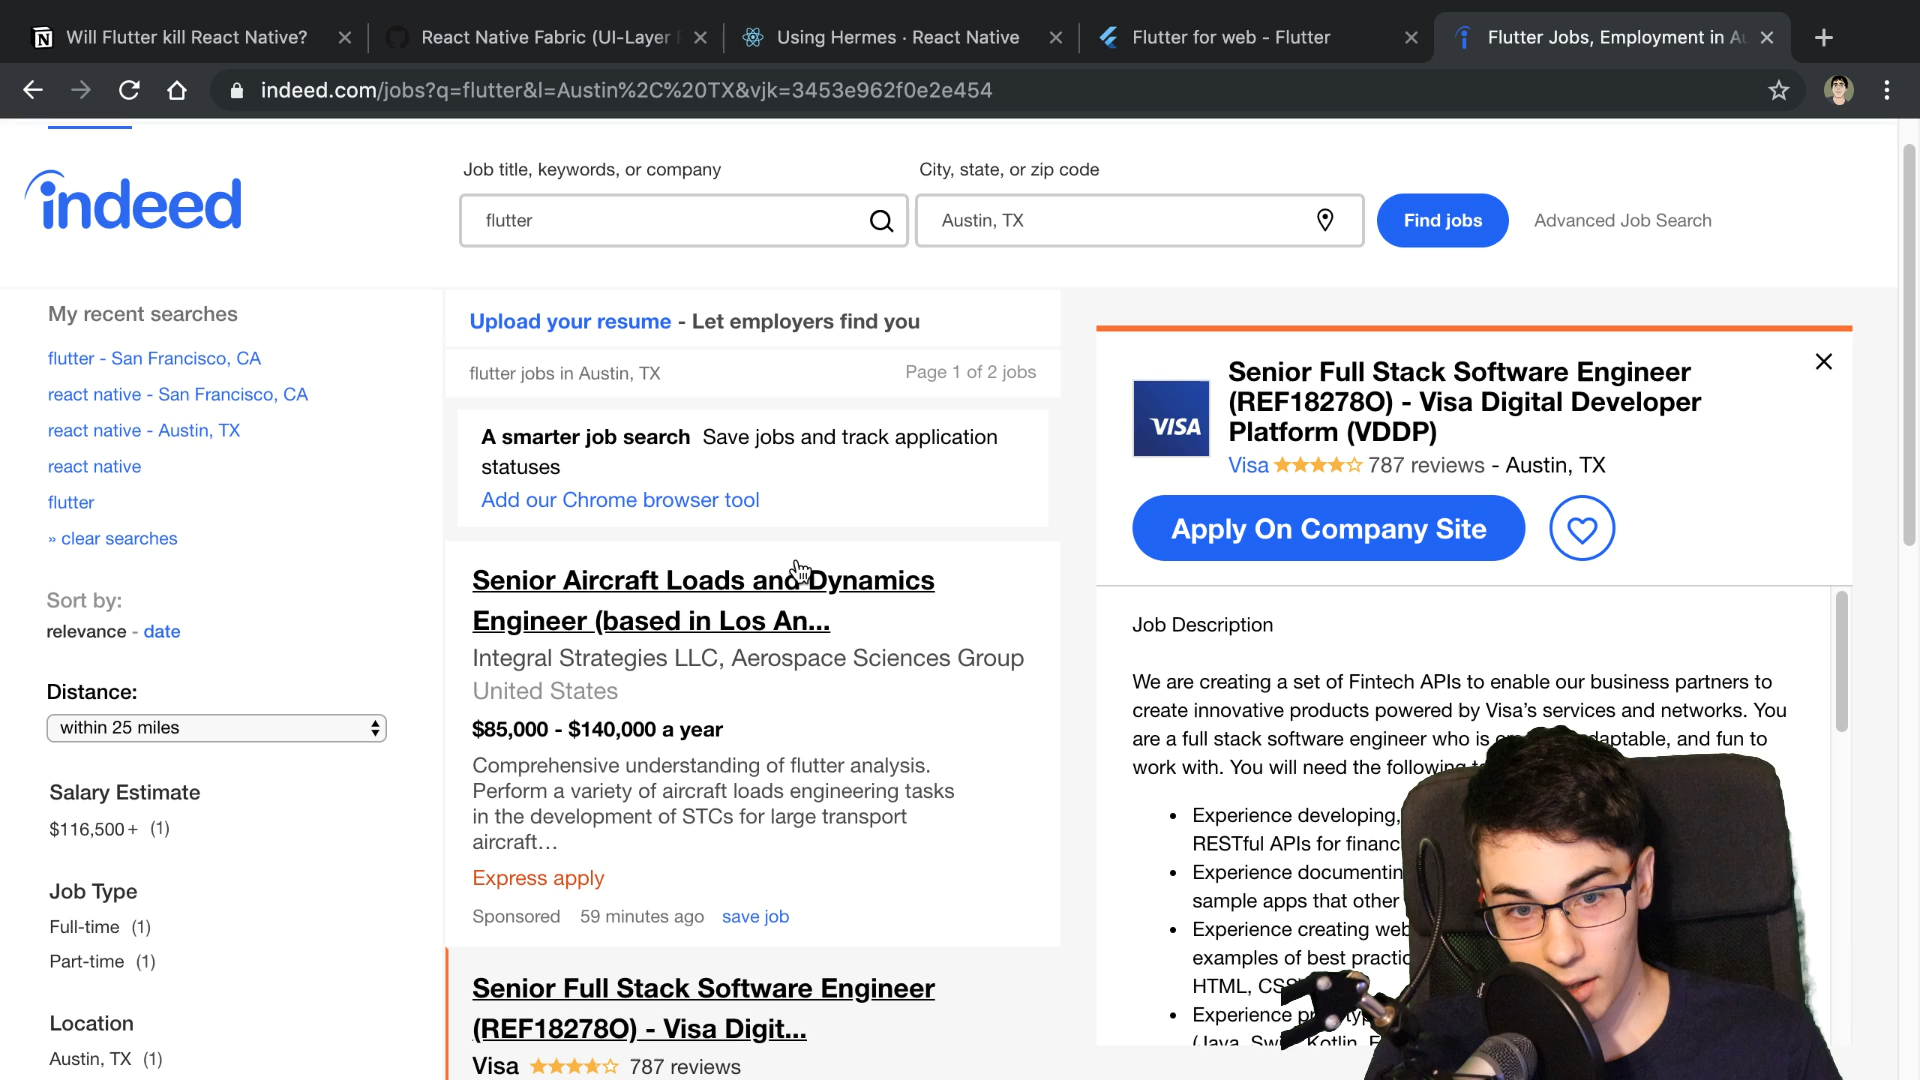 Will Flutter kill React Native?
React Native Fabric (UI-Layer
Using Hermes · React Native
Flutter for web - Flutter
Flutter Jobs, Employment in Au
indeed.com/jobs?q=flutter&l=Austin%2C%20TX&vjk=3453e962f0e2e454
indeed
Job title, keywords, or company
City, state, or zip code
flutter
Austin, TX
Find jobs
Advanced Job Search
My recent searches
flutter - San Francisco, CA
react native - San Francisco, CA
react native - Austin, TX
react native
flutter
» clear searches
Sort by:
relevance - date
Distance:
within 25 miles
Salary Estimate
$116,500+ (1)
Job Type
Full-time (1)
Part-time (1)
Location
Austin, TX (1)
Upload your resume - Let employers find you
flutter jobs in Austin, TX
Page 1 of 2 jobs
A smarter job search Save jobs and track application
statuses
Add our Chrome browser tool
Senior Aircraft Loads and Dynamics
Engineer (based in Los An...
Integral Strategies LLC, Aerospace Sciences Group
United States
$85,000 - $140,000 a year
Comprehensive understanding of flutter analysis.
Perform a variety of aircraft loads engineering tasks
in the development of STCs for large transport
aircraft…
Express apply
Sponsored 59 minutes ago save job
Senior Full Stack Software Engineer
(REF18278O) - Visa Digit...
Visa 787 reviews
VISA
Senior Full Stack Software Engineer
(REF18278O) - Visa Digital Developer
Platform (VDDP)
Visa 787 reviews - Austin, TX
Apply On Company Site
Job Description
We are creating a set of Fintech APIs to enable our business partners to
create innovative products powered by Visa's services and networks. You
are a full stack software engineer who is adaptable, and fun to
work with. You will need the following
• Experience developing,
RESTful APIs for financ
• Experience documentin
sample apps that other
• Experience creating web
examples of best practic
HTML, CSS
• Experience
(Java, Swift, Kotlin,